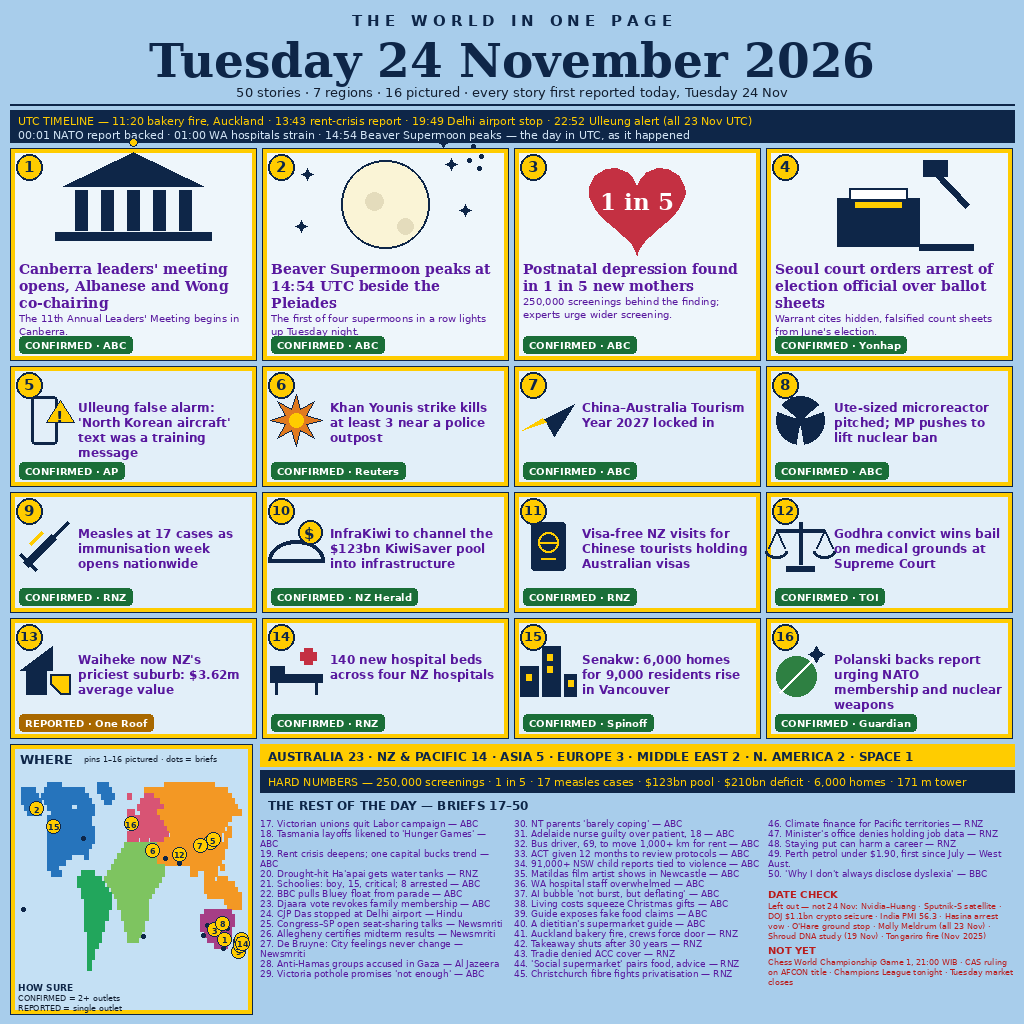 THE WORLD IN ONE PAGE
Tuesday 24 November 2026
50 stories · 7 regions · 16 pictured · every story first reported today, Tuesday 24 Nov
UTC TIMELINE — 11:20 bakery fire, Auckland · 13:43 rent-crisis report · 19:49 Delhi airport stop · 22:52 Ulleung alert (all 23 Nov UTC)
00:01 NATO report backed · 01:00 WA hospitals strain · 14:54 Beaver Supermoon peaks — the day in UTC, as it happened
1
Canberra leaders' meeting
opens, Albanese and Wong
co-chairing
The 11th Annual Leaders' Meeting begins in
Canberra.
CONFIRMED · ABC
2
Beaver Supermoon peaks at
14:54 UTC beside the
Pleiades
The first of four supermoons in a row lights
up Tuesday night.
CONFIRMED · ABC
3
1 in 5
Postnatal depression found
in 1 in 5 new mothers
250,000 screenings behind the finding;
experts urge wider screening.
CONFIRMED · ABC
4
Seoul court orders arrest of
election official over ballot
sheets
Warrant cites hidden, falsified count sheets
from June's election.
CONFIRMED · Yonhap
5
!
Ulleung false alarm:
'North Korean aircraft'
text was a training
message
CONFIRMED · AP
6
Khan Younis strike kills
at least 3 near a police
outpost
CONFIRMED · Reuters
7
China–Australia Tourism
Year 2027 locked in
CONFIRMED · ABC
8
Ute-sized microreactor
pitched; MP pushes to
lift nuclear ban
CONFIRMED · ABC
9
Measles at 17 cases as
immunisation week
opens nationwide
CONFIRMED · RNZ
10
$
InfraKiwi to channel the
$123bn KiwiSaver pool
into infrastructure
CONFIRMED · NZ Herald
11
Visa-free NZ visits for
Chinese tourists holding
Australian visas
CONFIRMED · RNZ
12
Godhra convict wins bail
on medical grounds at
Supreme Court
CONFIRMED · TOI
13
Waiheke now NZ's
priciest suburb: $3.62m
average value
REPORTED · One Roof
14
140 new hospital beds
across four NZ hospitals
CONFIRMED · RNZ
15
Senakw: 6,000 homes
for 9,000 residents rise
in Vancouver
CONFIRMED · Spinoff
16
Polanski backs report
urging NATO
membership and nuclear
weapons
CONFIRMED · Guardian
WHERE pins 1–16 pictured · dots = briefs
2
15
16
6
12
7
5
3
8
1
14
HOW SURE
CONFIRMED = 2+ outlets
REPORTED = single outlet
AUSTRALIA 23 · NZ & PACIFIC 14 · ASIA 5 · EUROPE 3 · MIDDLE EAST 2 · N. AMERICA 2 · SPACE 1
HARD NUMBERS — 250,000 screenings · 1 in 5 · 17 measles cases · $123bn pool · $210bn deficit · 6,000 homes · 171 m tower
THE REST OF THE DAY — BRIEFS 17–50
17. Victorian unions quit Labor campaign — ABC
18. Tasmania layoffs likened to 'Hunger Games' —
ABC
19. Rent crisis deepens; one capital bucks trend —
ABC
20. Drought-hit Ha'apai gets water tanks — RNZ
21. Schoolies: boy, 15, critical; 8 arrested — ABC
22. BBC pulls Bluey float from parade — ABC
23. Djaara vote revokes family membership — ABC
24. CJP Das stopped at Delhi airport — Hindu
25. Congress–SP open seat-sharing talks — Newsmriti
26. Allegheny certifies midterm results — Newsmriti
27. De Bruyne: City feelings never change —
Newsmriti
28. Anti-Hamas groups accused in Gaza — Al Jazeera
29. Victoria pothole promises 'not enough' — ABC
30. NT parents 'barely coping' — ABC
31. Adelaide nurse guilty over patient, 18 — ABC
32. Bus driver, 69, to move 1,000+ km for rent — ABC
33. ACT given 12 months to review protocols — ABC
34. 91,000+ NSW child reports tied to violence — ABC
35. Matildas film artist shows in Newcastle — ABC
36. WA hospital staff overwhelmed — ABC
37. AI bubble 'not burst, but deflating' — ABC
38. Living costs squeeze Christmas gifts — ABC
39. Guide exposes fake food claims — ABC
40. A dietitian's supermarket guide — ABC
41. Auckland bakery fire, crews force door — RNZ
42. Takeaway shuts after 30 years — RNZ
43. Tradie denied ACC cover — RNZ
44. 'Social supermarket' pairs food, advice — RNZ
45. Christchurch fibre fights privatisation — RNZ
46. Climate finance for Pacific territories — RNZ
47. Minister's office denies holding job data — RNZ
48. Staying put can harm a career — RNZ
49. Perth petrol under $1.90, first since July — West
Aust.
50. 'Why I don't always disclose dyslexia' — BBC
DATE CHECK
Left out — not 24 Nov: Nvidia–Huang · Sputnik-S satellite ·
DOJ $1.1bn crypto seizure · India PMI 56.3 · Hasina arrest
vow · O'Hare ground stop · Molly Meldrum (all 23 Nov) ·
Shroud DNA study (19 Nov) · Tongariro fire (Nov 2025)
NOT YET
Chess World Championship Game 1, 21:00 WIB · CAS ruling
on AFCON title · Champions League tonight · Tuesday market
closes